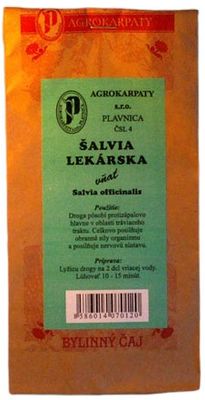 AGROKARPATY
P
AGROKARPATY
s.r.o.
PLAVNICA
ČSL 4
ŠALVIA
LEKÁRSKA
vňať
Salvia officinalis
Použitie:
Droga pôsobí protizápalovo
hlavne v oblasti tráviaceho
traktu. Celkovo posilňuje
obranné sily organizmu
a posilňuje nervovú sústavu.
Príprava:
Lyžicu drogy na 2 dcl vriacej vody.
Lúhovať 10 - 15 minút.
8586014070120
BYLINNÝ ČAJ